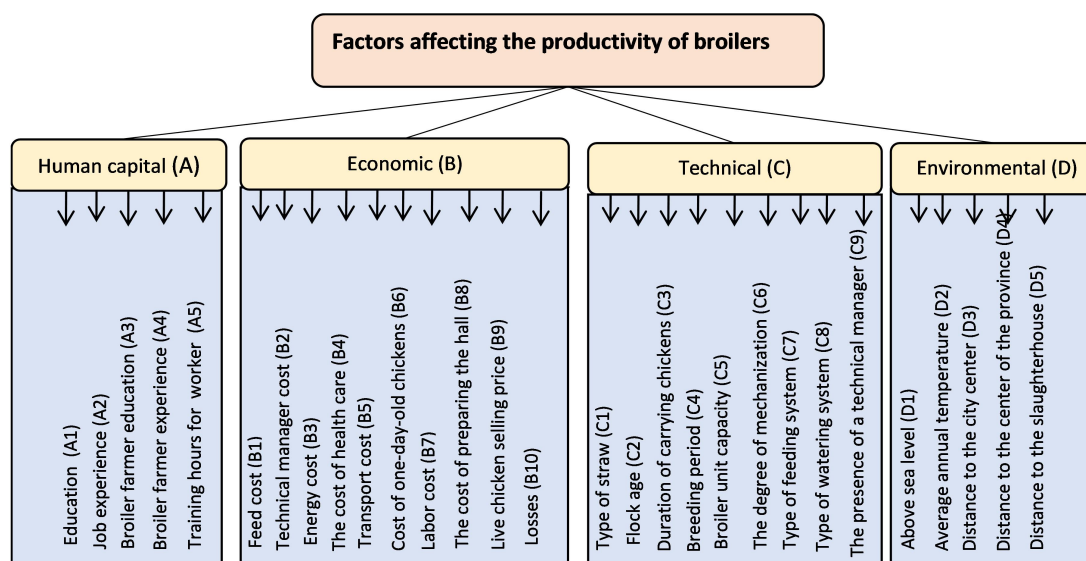 Factors affecting the productivity of broilers
Human capital (A)
Economic (B)
Technical (C)
Environmental (D)
Education (A1)
Job experience (A2)
Broiler farmer education (A3)
Broiler farmer experience (A4)
Training hours for worker (A5)
Feed cost (B1)
Technical manager cost (B2)
Energy cost (B3)
The cost of health care (B4)
Transport cost (B5)
Cost of one-day-old chickens (B6)
Labor cost (B7)
The cost of preparing the hall (B8)
Live chicken selling price (B9)
Losses (B10)
Type of straw (C1)
Flock age (C2)
Duration of carrying chickens (C3)
Breeding period (C4)
Broiler unit capacity (C5)
The degree of mechanization (C6)
Type of feeding system (C7)
Type of watering system (C8)
The presence of a technical manager (C9)
Above sea level (D1)
Average annual temperature (D2)
Distance to the city center (D3)
Distance to the center of the province (D4)
Distance to the slaughterhouse (D5)